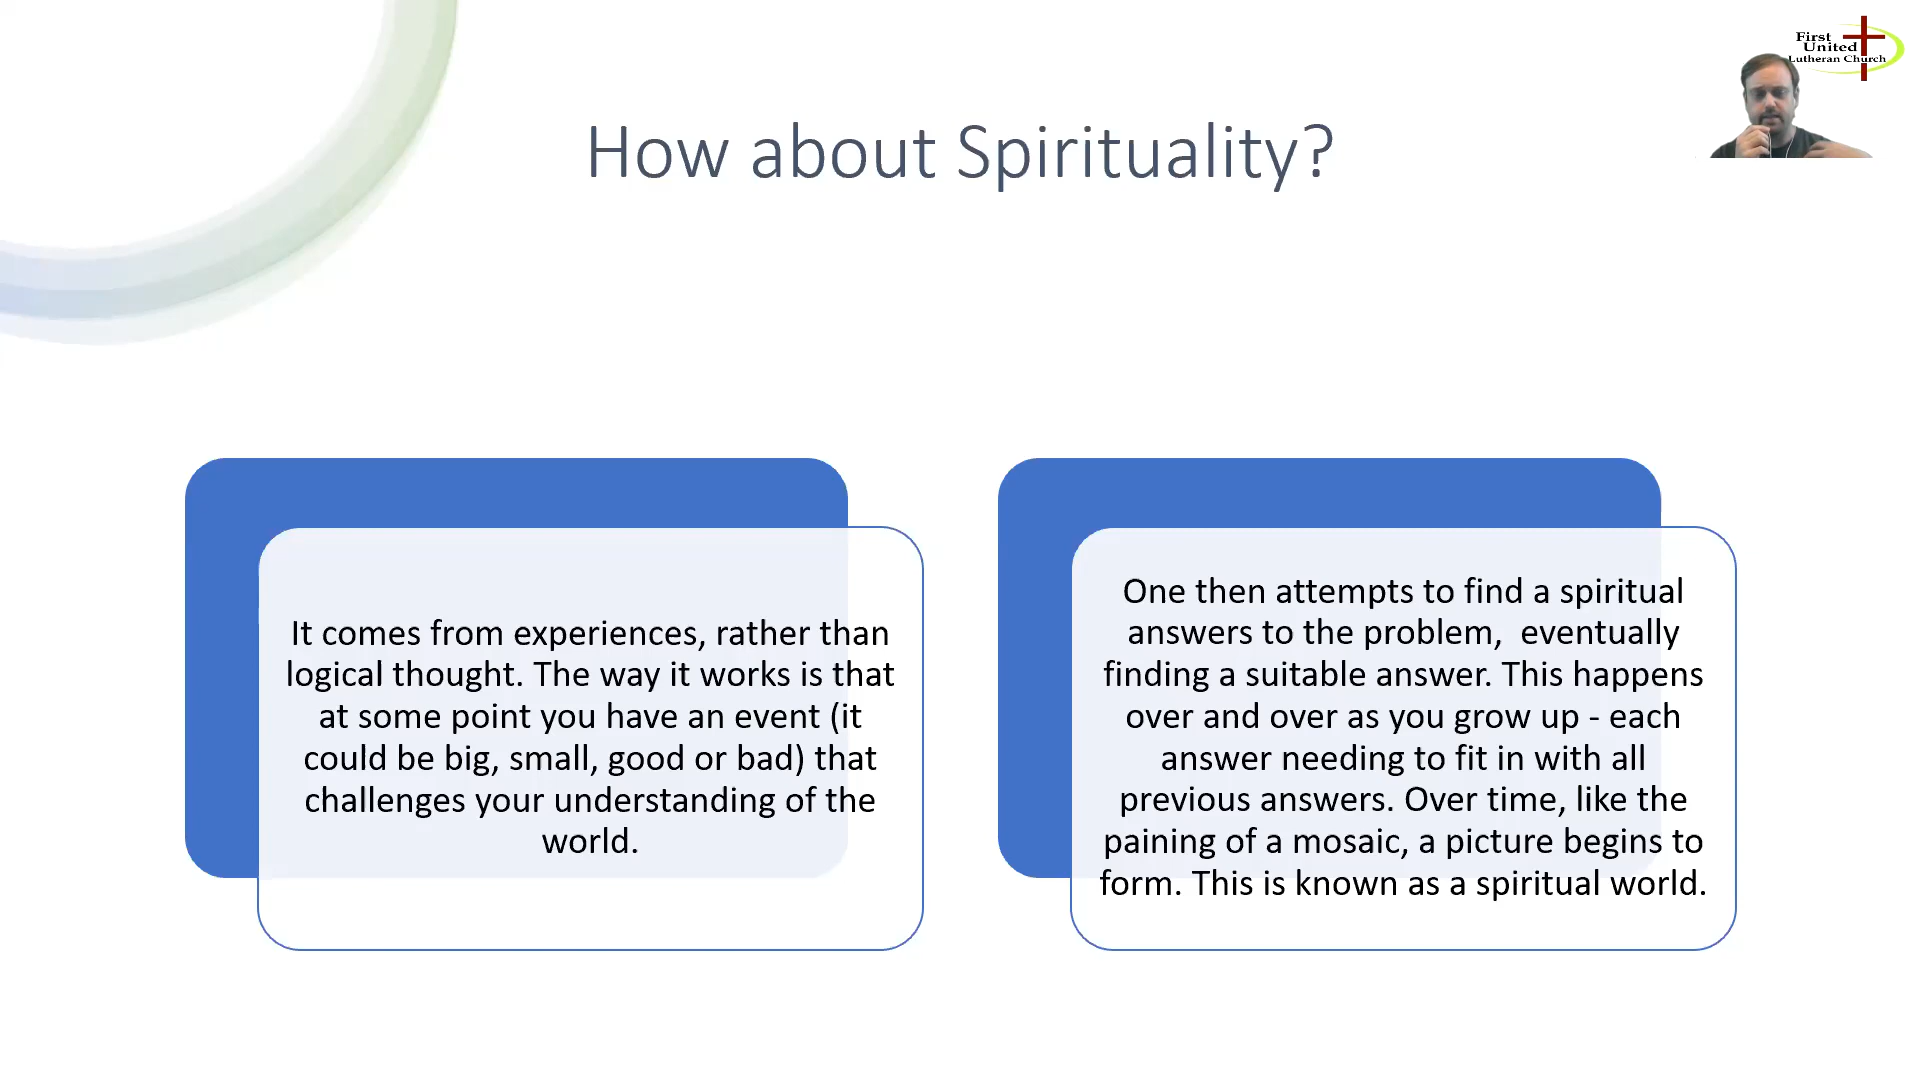 First
United
Lutheran Church
How about Spirituality?
It comes from experiences, rather than
logical thought. The way it works is that
at some point you have an event (it
could be big, small, good or bad) that
challenges your understanding of the
world.
One then attempts to find a spiritual
answers to the problem,  eventually
finding a suitable answer. This happens
over and over as you grow up - each
answer needing to fit in with all
previous answers. Over time, like the
paining of a mosaic, a picture begins to
form. This is known as a spiritual world.